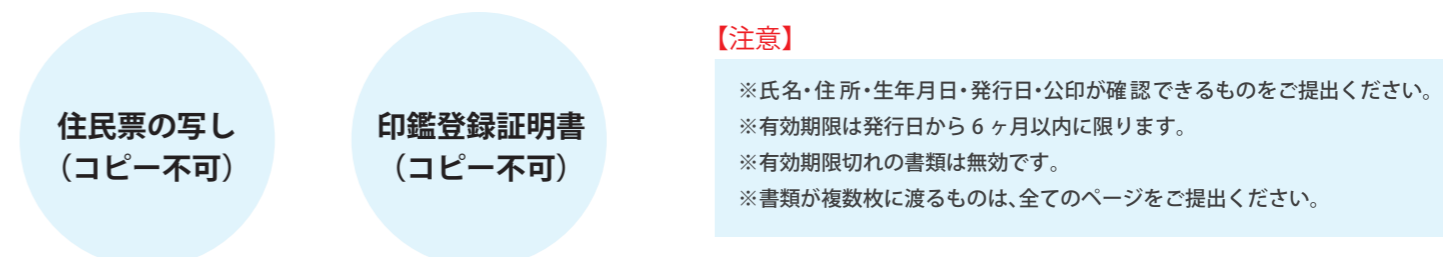 住民票の写し
（コピー不可）
印鑑登録証明書
（コピー不可）
【注意】
※氏名・住所・生年月日・発行日・公印が確認できるものをご提出ください。
※有効期限は発行日から６ヶ月以内に限ります。
※有効期限切れの書類は無効です。
※書類が複数枚に渡るものは、全てのページをご提出ください。